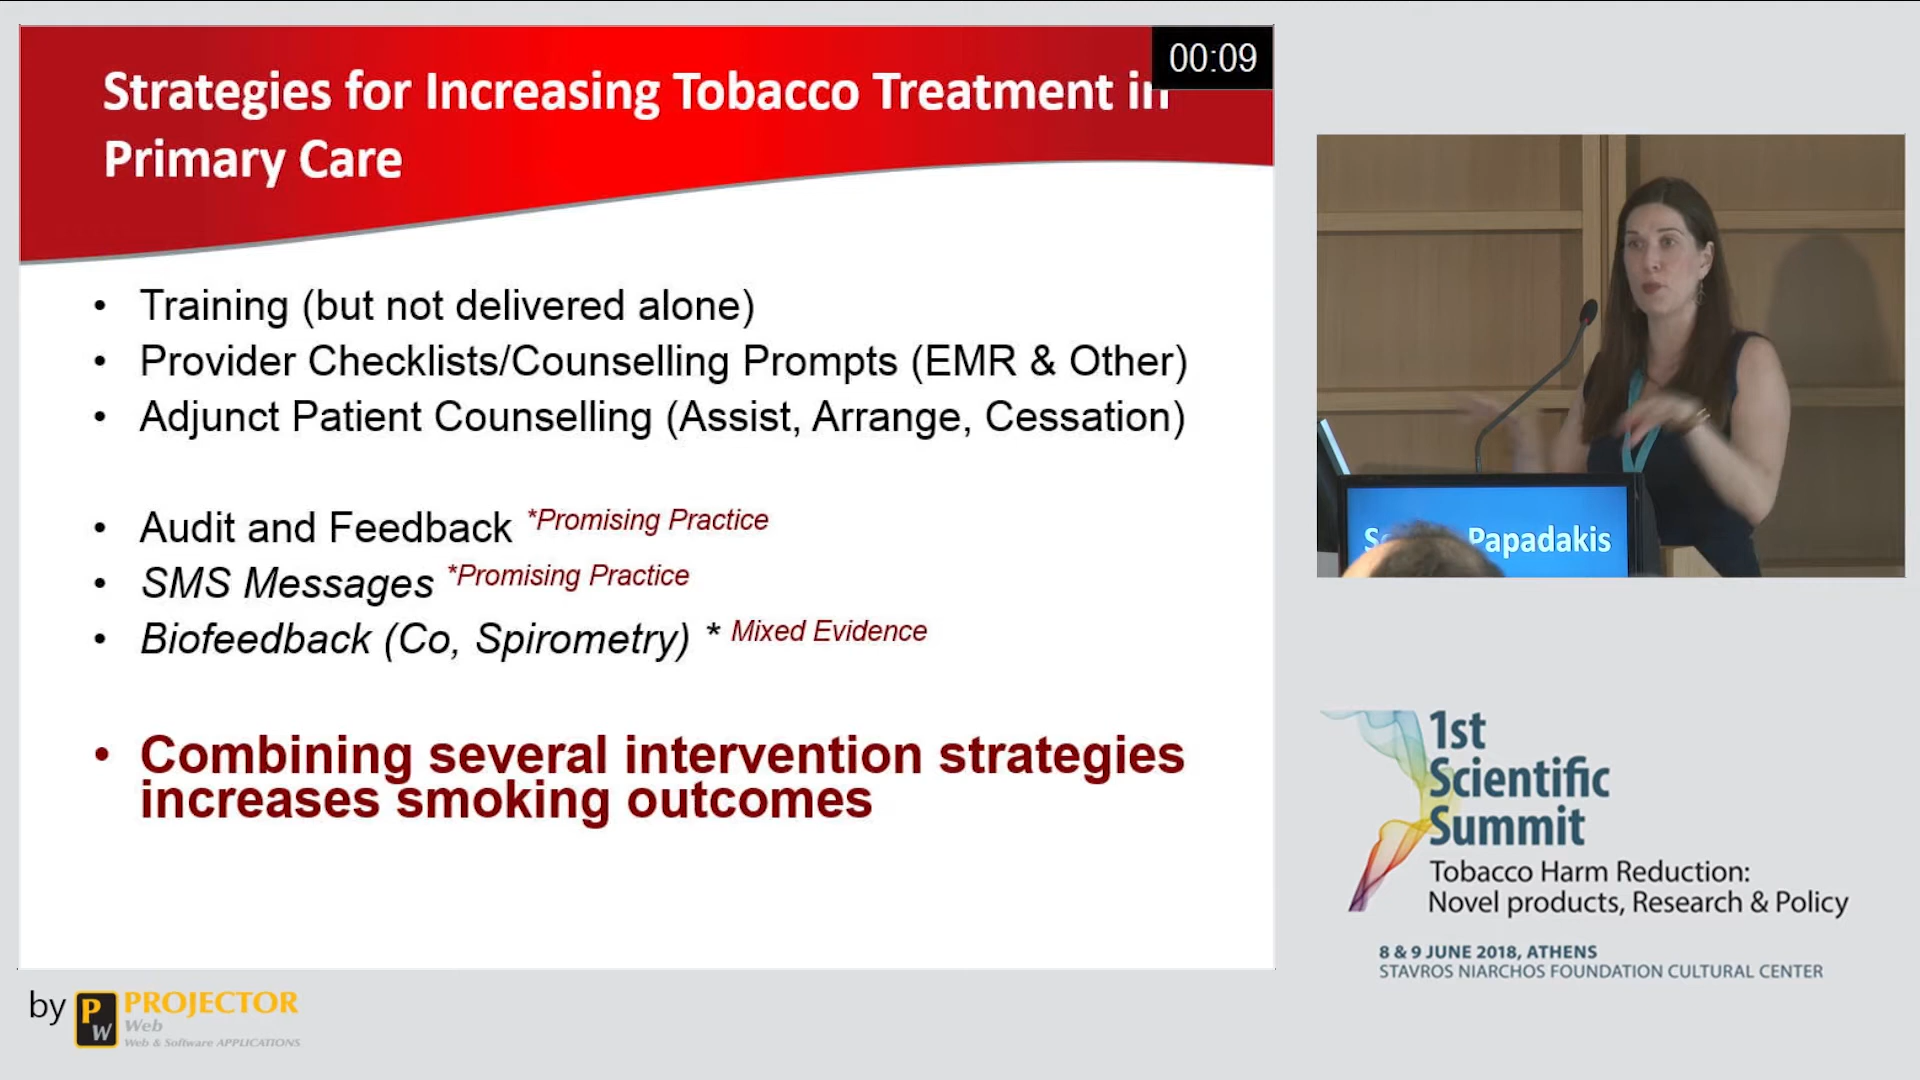 Strategies for Increasing Tobacco Treatment in
Primary Care
00:09
• Training (but not delivered alone)
• Provider Checklists/Counselling Prompts (EMR & Other)
• Adjunct Patient Counselling (Assist, Arrange, Cessation)
• Audit and Feedback *Promising Practice
• SMS Messages *Promising Practice
• Biofeedback (Co, Spirometry) * Mixed Evidence
• Combining several intervention strategies
increases smoking outcomes
Papadakis
1st
Scientific
Summit
Tobacco Harm Reduction:
Novel products, Research & Policy
8 & 9 JUNE 2018, ATHENS
STAVROS NIARCHOS FOUNDATION CULTURAL CENTER
by PW PROJECTOR
Web
Web & Software APPLICATIONS